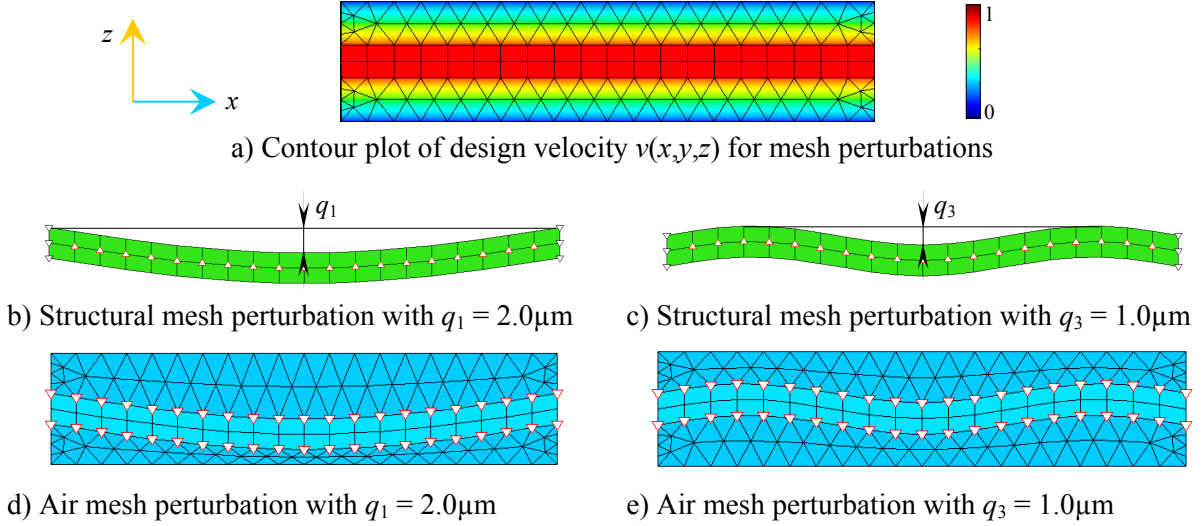 z
x
1
0
a) Contour plot of design velocity v(x,y,z) for mesh perturbations
q1
q3
b) Structural mesh perturbation with q1 = 2.0µm
c) Structural mesh perturbation with q3 = 1.0µm
d) Air mesh perturbation with q1 = 2.0µm
e) Air mesh perturbation with q3 = 1.0µm